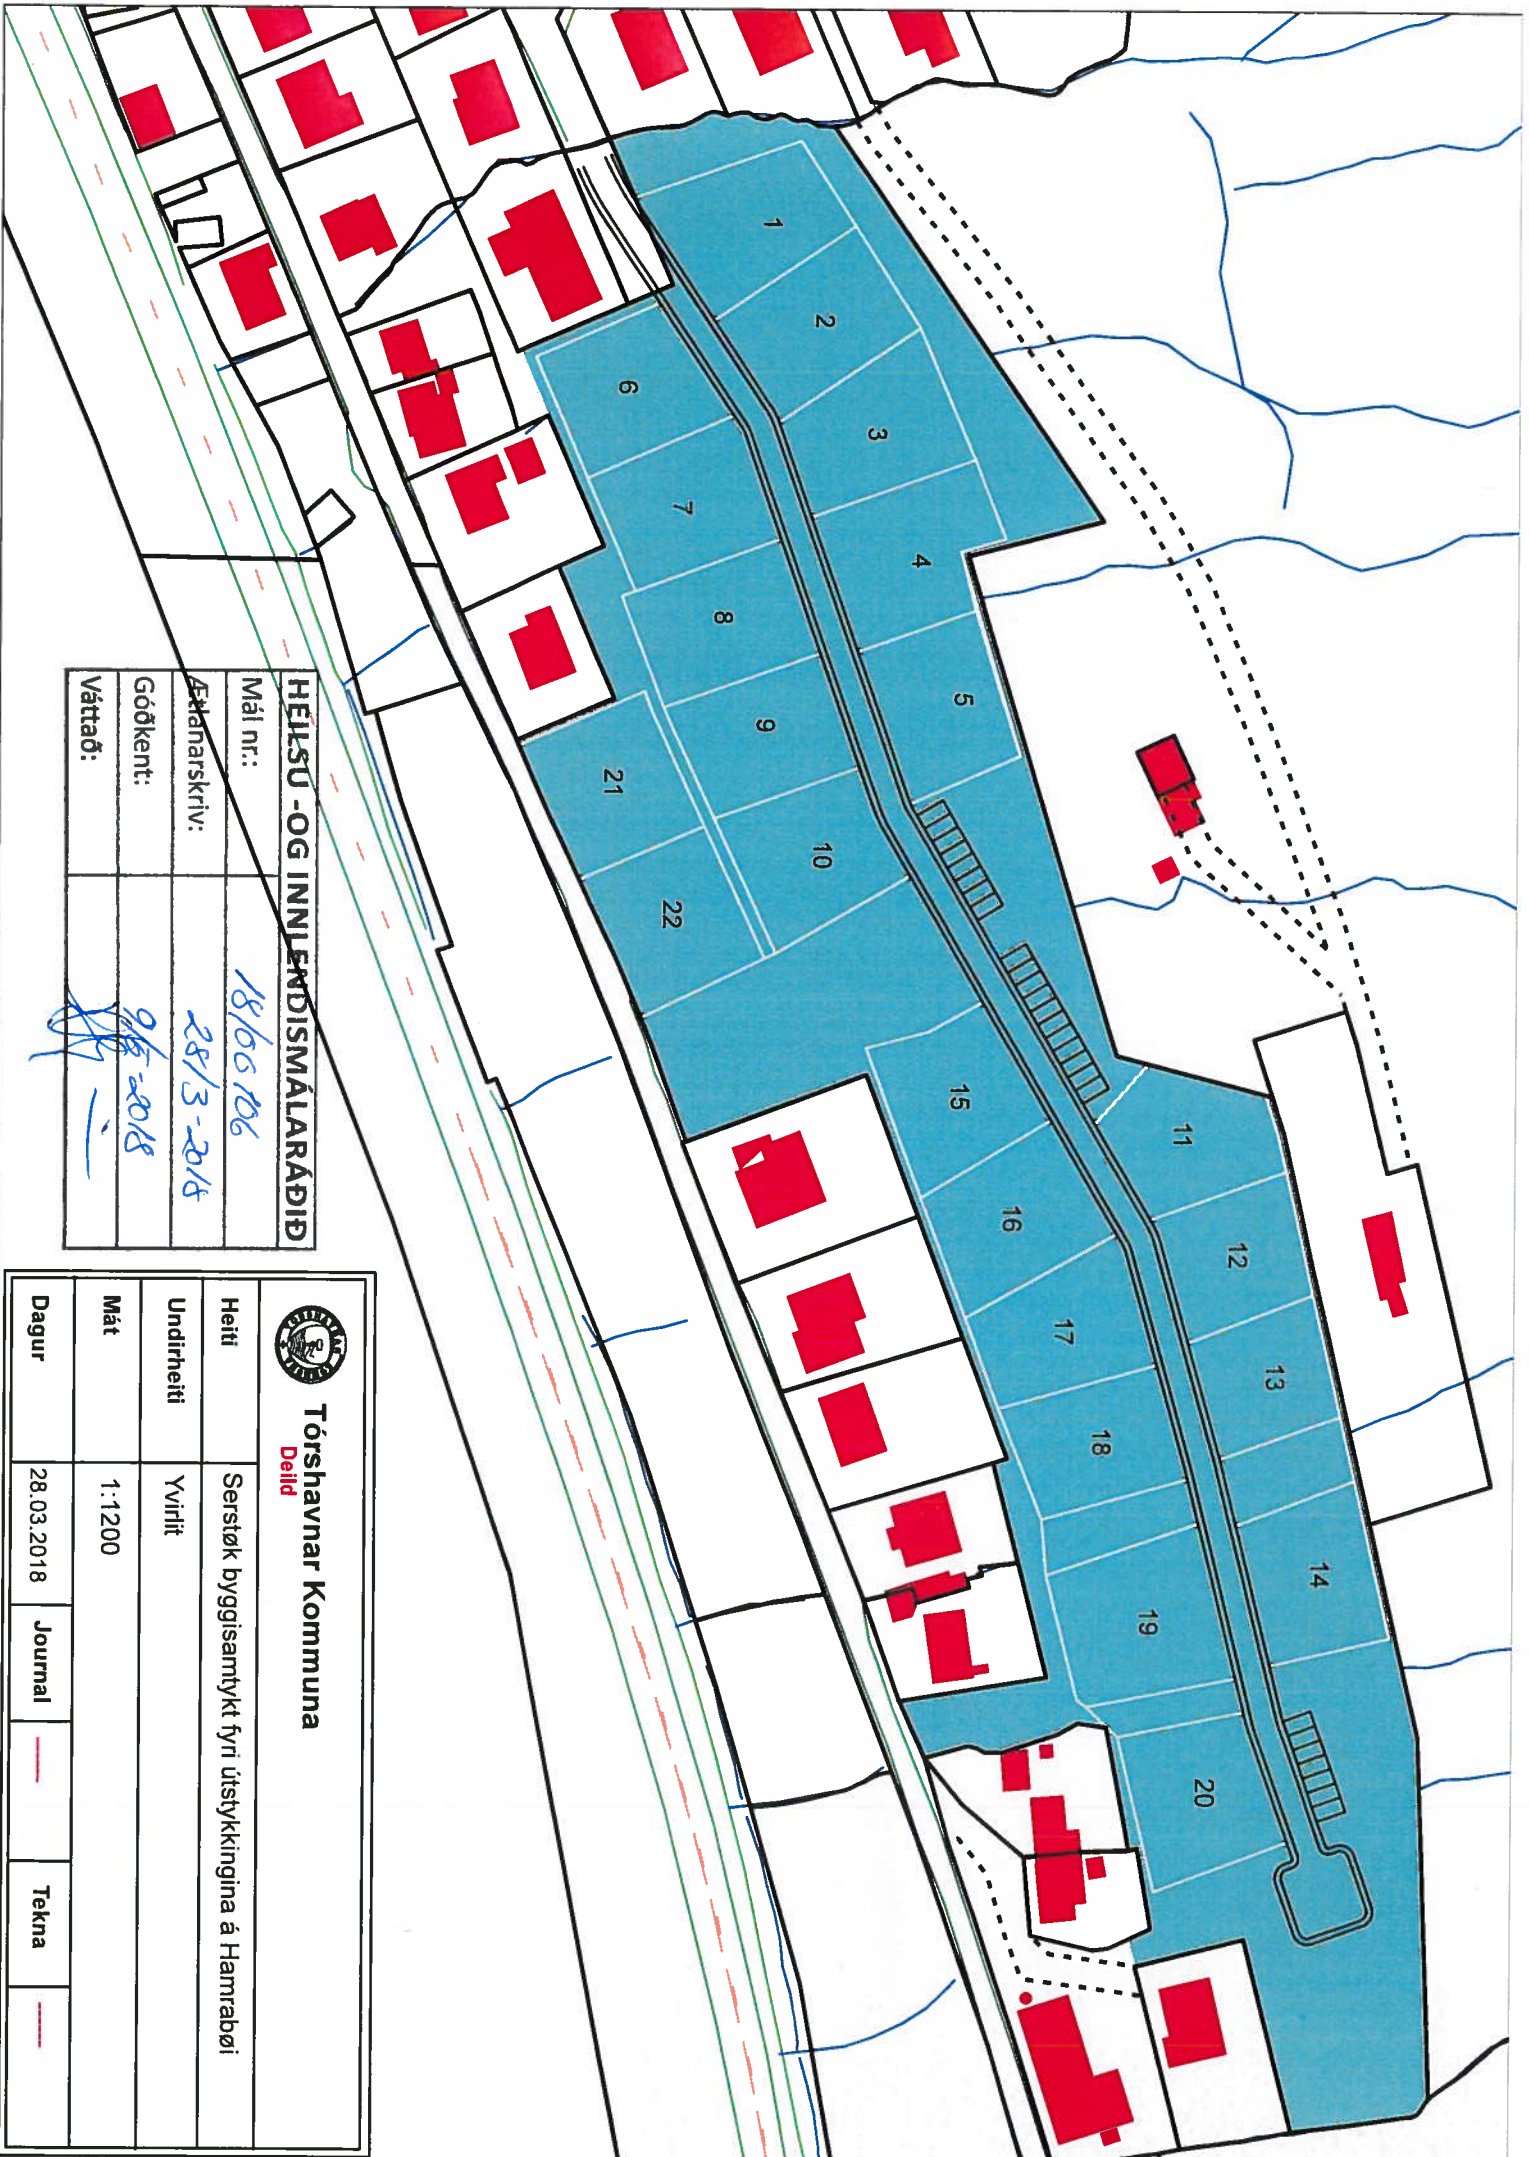 1
2
3
4
5
6
7
8
9
10
11
12
13
14
15
16
17
18
19
20
21
22
HEILSU -OG INNLENDISMÁLARÁÐIÐ
Mál nr.: 18/00106
Ætlanarskriv: 28/3-2018
Góðkent: 9/5-2018
Váttað:
Tórshavnar Kommuna
Deild
Heiti Serstøk byggisamtykt fyri útstykkingina á Hamrabøi
Undirheiti Yvirlit
Mát 1:1200
Dagur 28.03.2018 Journal —— Tekna ——